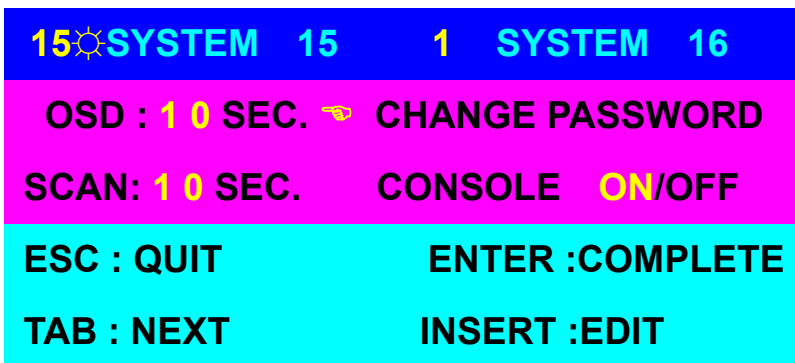 15☼SYSTEM 15 1 SYSTEM 16
OSD : 1 0 SEC. ☜ CHANGE PASSWORD
SCAN: 1 0 SEC. CONSOLE ON/OFF
ESC : QUIT ENTER :COMPLETE
TAB : NEXT INSERT :EDIT